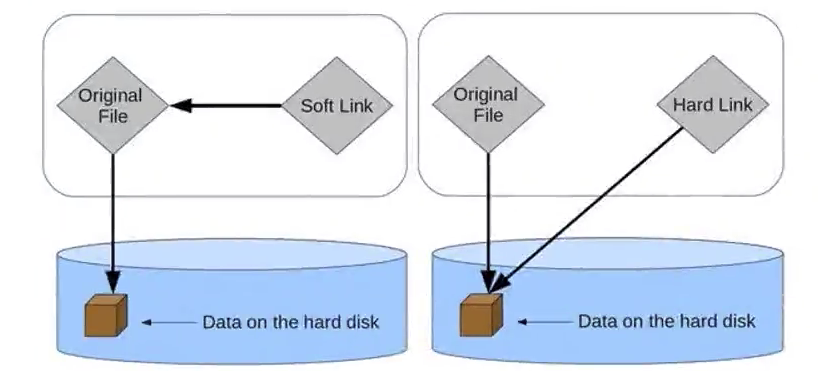 Original
File
Soft Link
Data on the hard disk
Original
File
Hard Link
Data on the hard disk